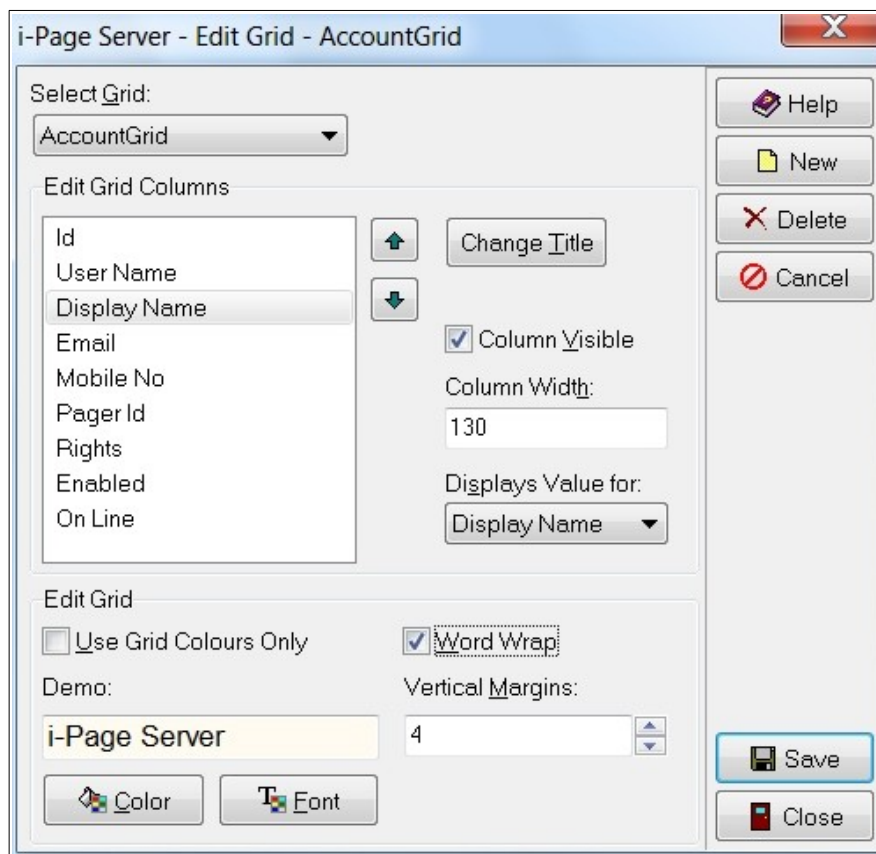 i-Page Server - Edit Grid - AccountGrid
Select Grid:
AccountGrid
Edit Grid Columns
Id
User Name
Display Name
Email
Mobile No
Pager Id
Rights
Enabled
On Line
Change Title
Column Visible
Column Width:
130
Displays Value for:
Display Name
Edit Grid
Use Grid Colours Only
Word Wrap
Demo:
Vertical Margins:
i-Page Server
4
Color
Font
Help
New
Delete
Cancel
Save
Close